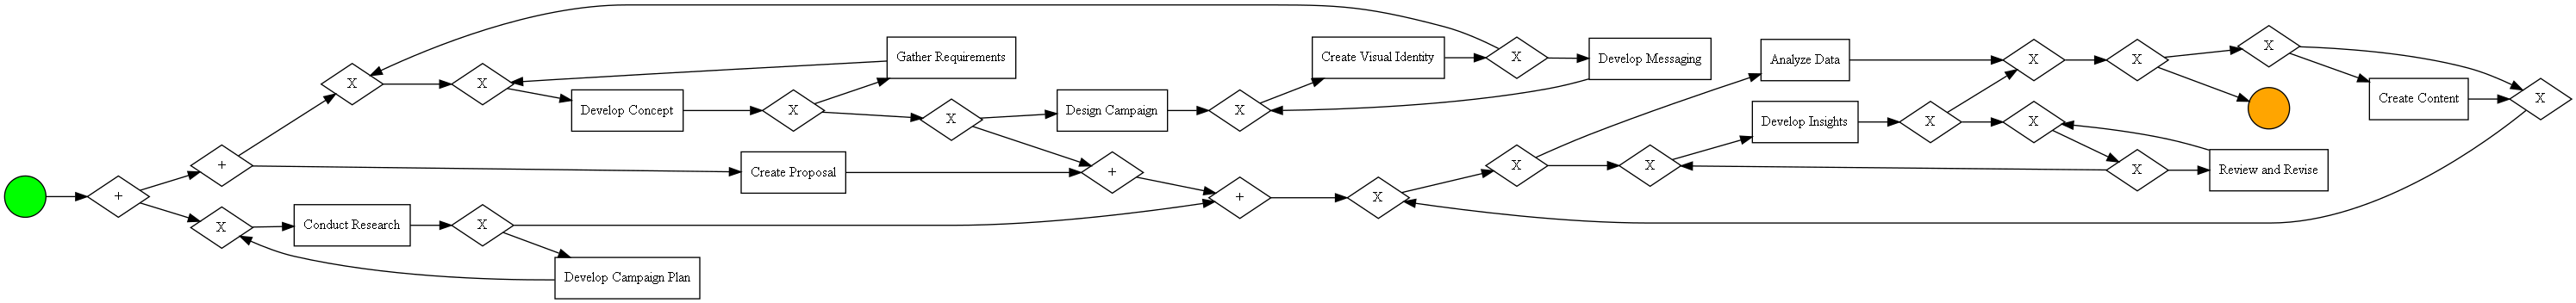 X
Gather Requirements
Create Visual Identity
X
Develop Messaging
Analyze Data
X
X
X
X
X
Develop Concept
X
X
Design Campaign
X
Develop Insights
X
X
Create Content
X
+
Create Proposal
+
X
X
X
Review and Revise
+
+
X
X
Conduct Research
X
Develop Campaign Plan